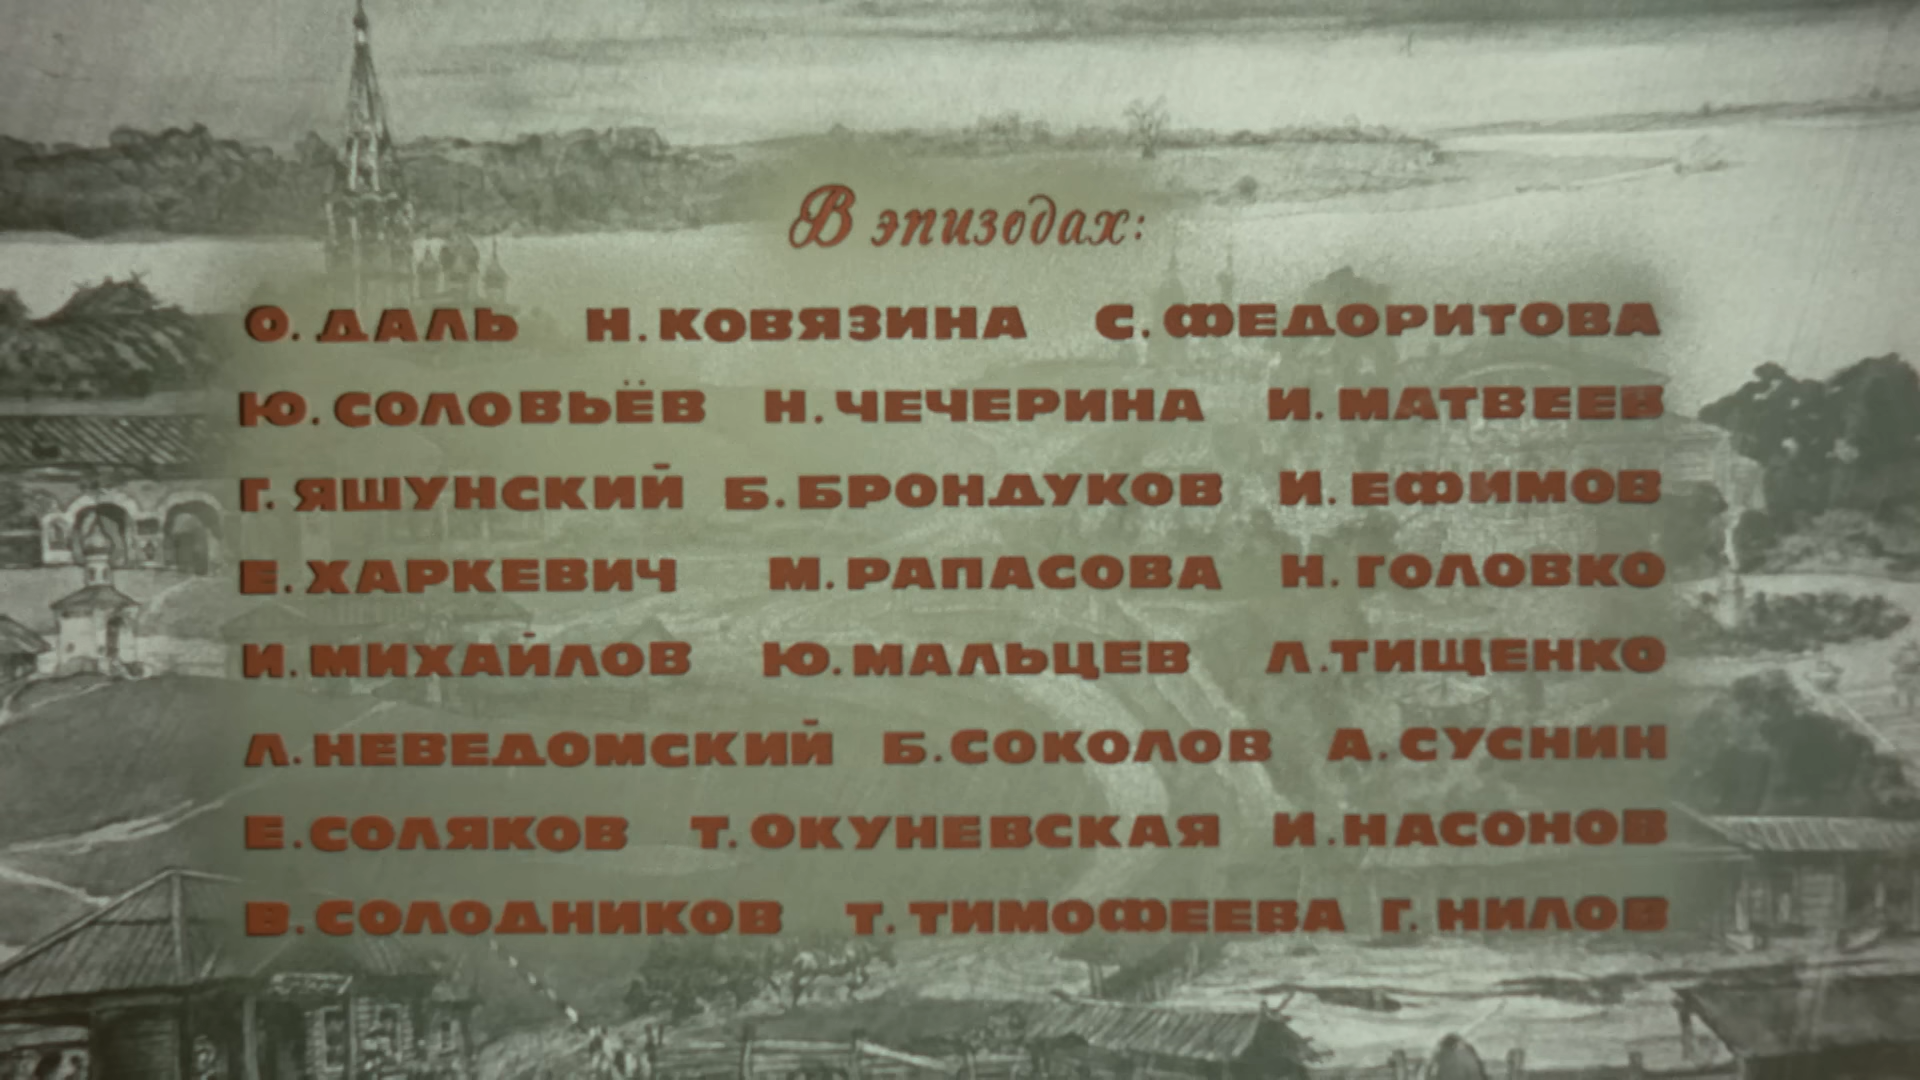 В эпизодах:
О. ДАЛЬ Н. КОВЯЗИНА С. ФЕДОРИТОВА
Ю. СОЛОВЬЁВ Н. ЧЕЧЕРИНА И. МАТВЕЕВ
Г. ЯШУНСКИЙ Б. БРОНДУКОВ И. ЕФИМОВ
Е. ХАРКЕВИЧ М. РАПАСОВА Н. ГОЛОВКО
И. МИХАЙЛОВ Ю. МАЛЬЦЕВ Л. ТИЩЕНКО
Л. НЕВЕДОМСКИЙ Б. СОКОЛОВ А. СУСНИН
Е. СОЛЯКОВ Т. ОКУНЕВСКАЯ И. НАСОНОВ
В. СОЛОДНИКОВ Т. ТИМОФЕЕВА Г. НИЛОВ